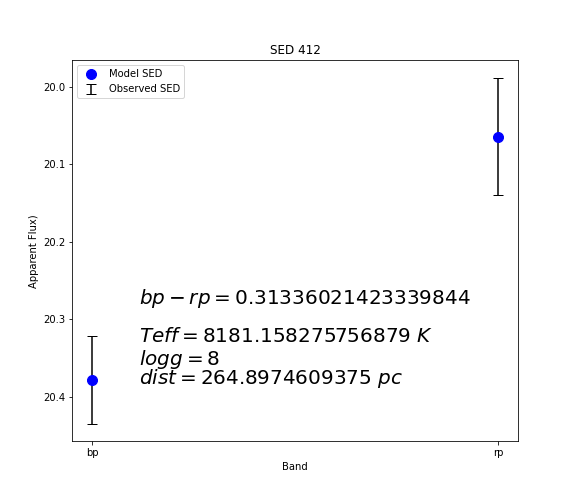 SED 412
Model SED
Observed SED
20.0
20.1
20.2
20.3
20.4
Apparent Flux)
bp − rp = 0.31336021423339844
Teff = 8181.158275756879 K
logg = 8
dist = 264.8974609375 pc
bp
rp
Band